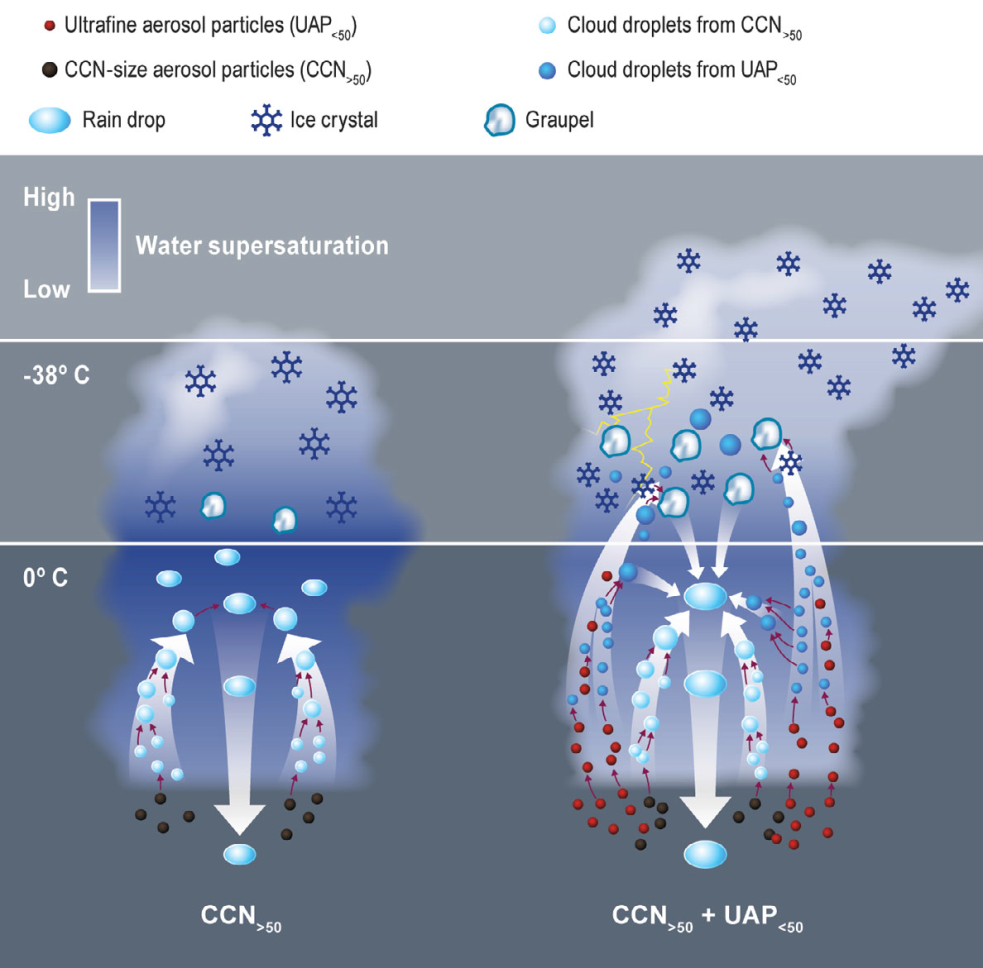 Ultrafine aerosol particles (UAP<50)
Cloud droplets from CCN>50
CCN-size aerosol particles (CCN>50)
Cloud droplets from UAP<50
Rain drop
Ice crystal
Graupel
High
Water supersaturation
Low
-38° C
0° C
CCN>50
CCN>50 + UAP<50